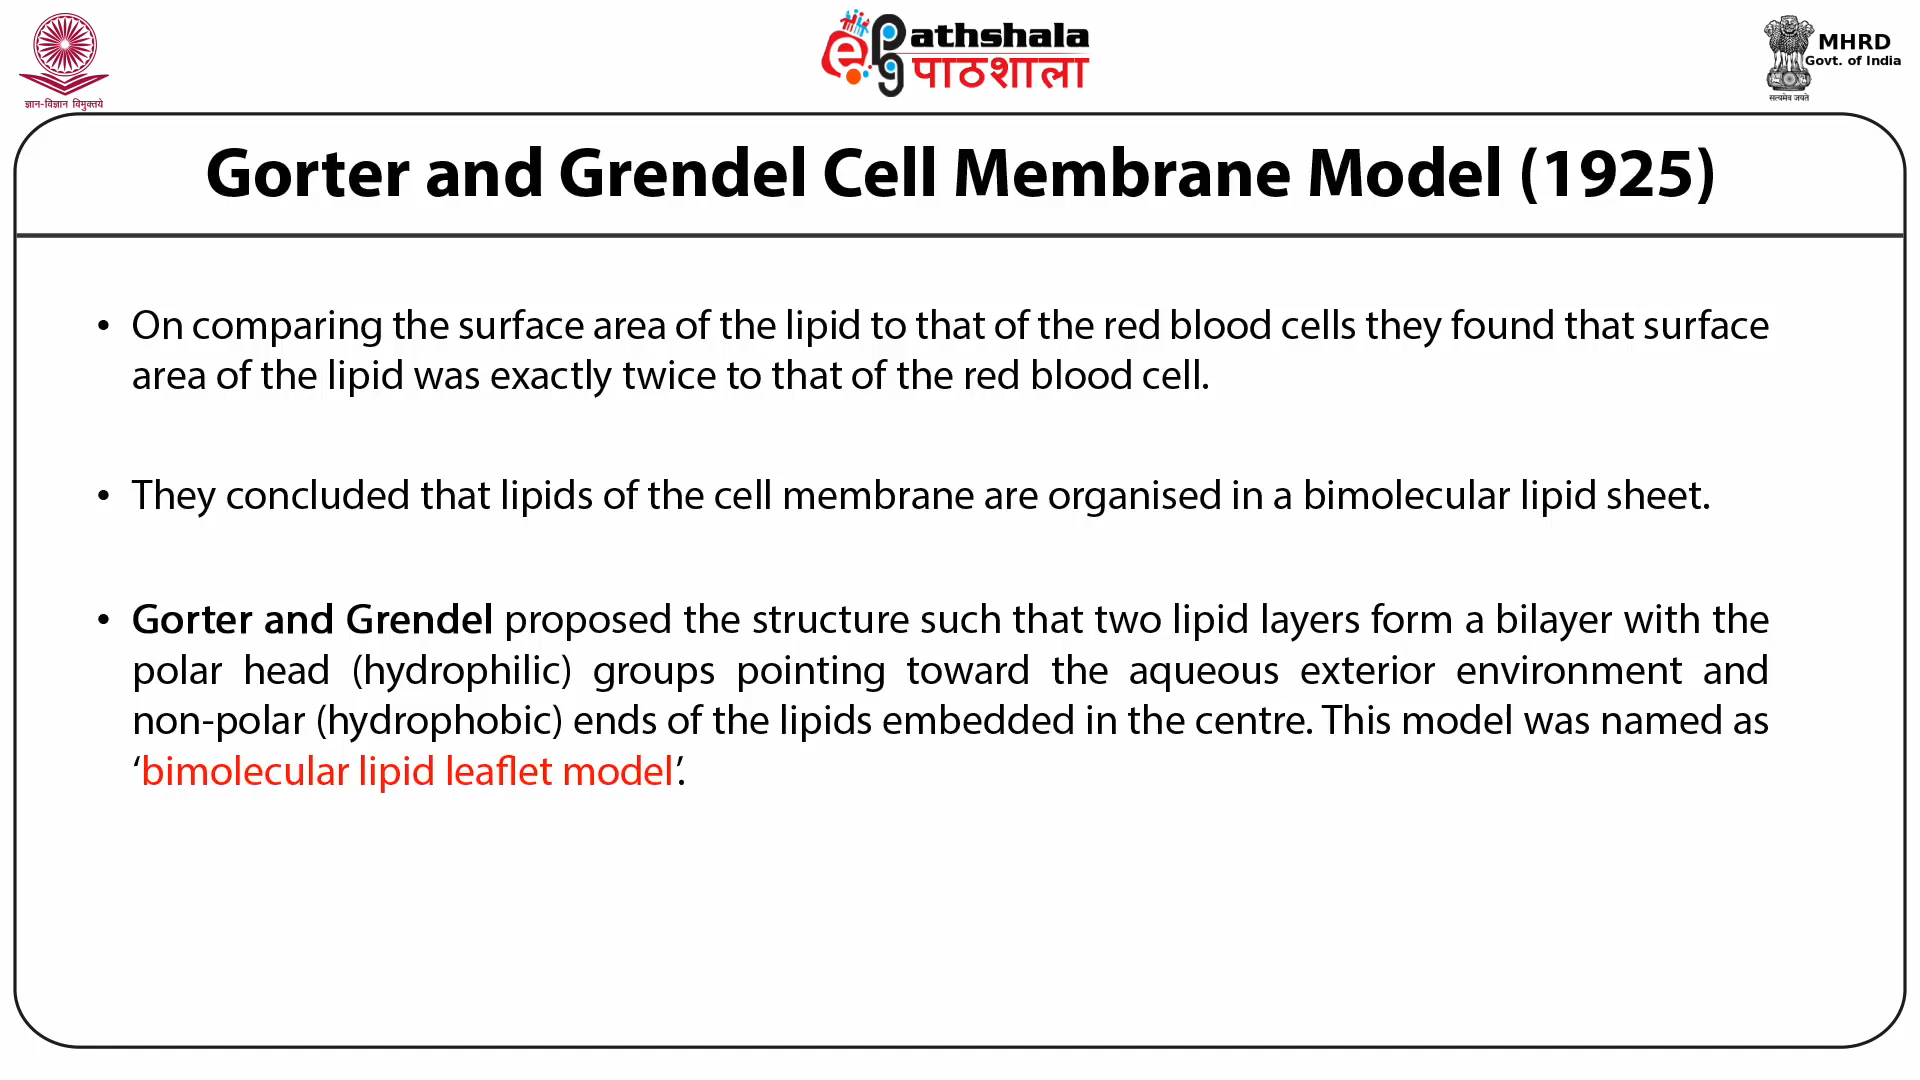 ज्ञान-विज्ञान विमुक्तये
ePG Pathshala
पाठशाला
MHRD
Govt. of India
सत्यमेव जयते
Gorter and Grendel Cell Membrane Model (1925)
• On comparing the surface area of the lipid to that of the red blood cells they found that surface
area of the lipid was exactly twice to that of the red blood cell.
• They concluded that lipids of the cell membrane are organised in a bimolecular lipid sheet.
• Gorter and Grendel proposed the structure such that two lipid layers form a bilayer with the
polar head (hydrophilic) groups pointing toward the aqueous exterior environment and
non-polar (hydrophobic) ends of the lipids embedded in the centre. This model was named as
‘bimolecular lipid leaflet model’.